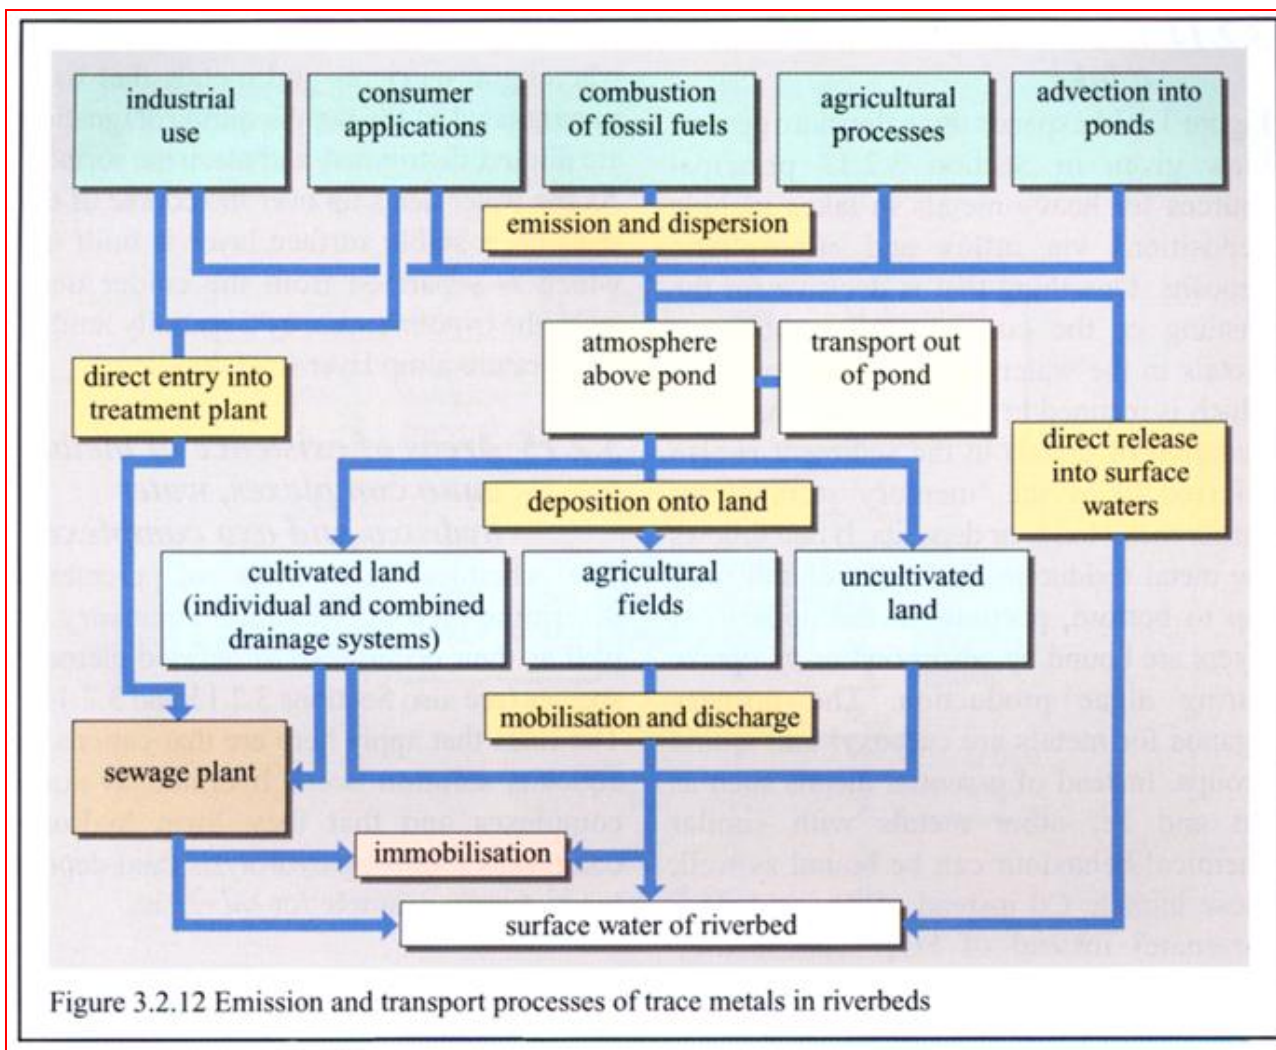 industrial
use
consumer
applications
combustion
of fossil fuels
agricultural
processes
advection into
ponds
emission and dispersion
direct entry into
treatment plant
atmosphere
above pond
transport out
of pond
direct release
into surface
waters
deposition onto land
cultivated land
(individual and combined
drainage systems)
agricultural
fields
uncultivated
land
mobilisation and discharge
sewage plant
immobilisation
surface water of riverbed
Figure 3.2.12 Emission and transport processes of trace metals in riverbeds